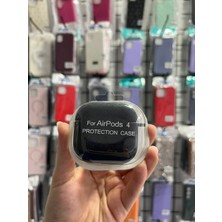 For AirPods 4
PROTECTION CASE